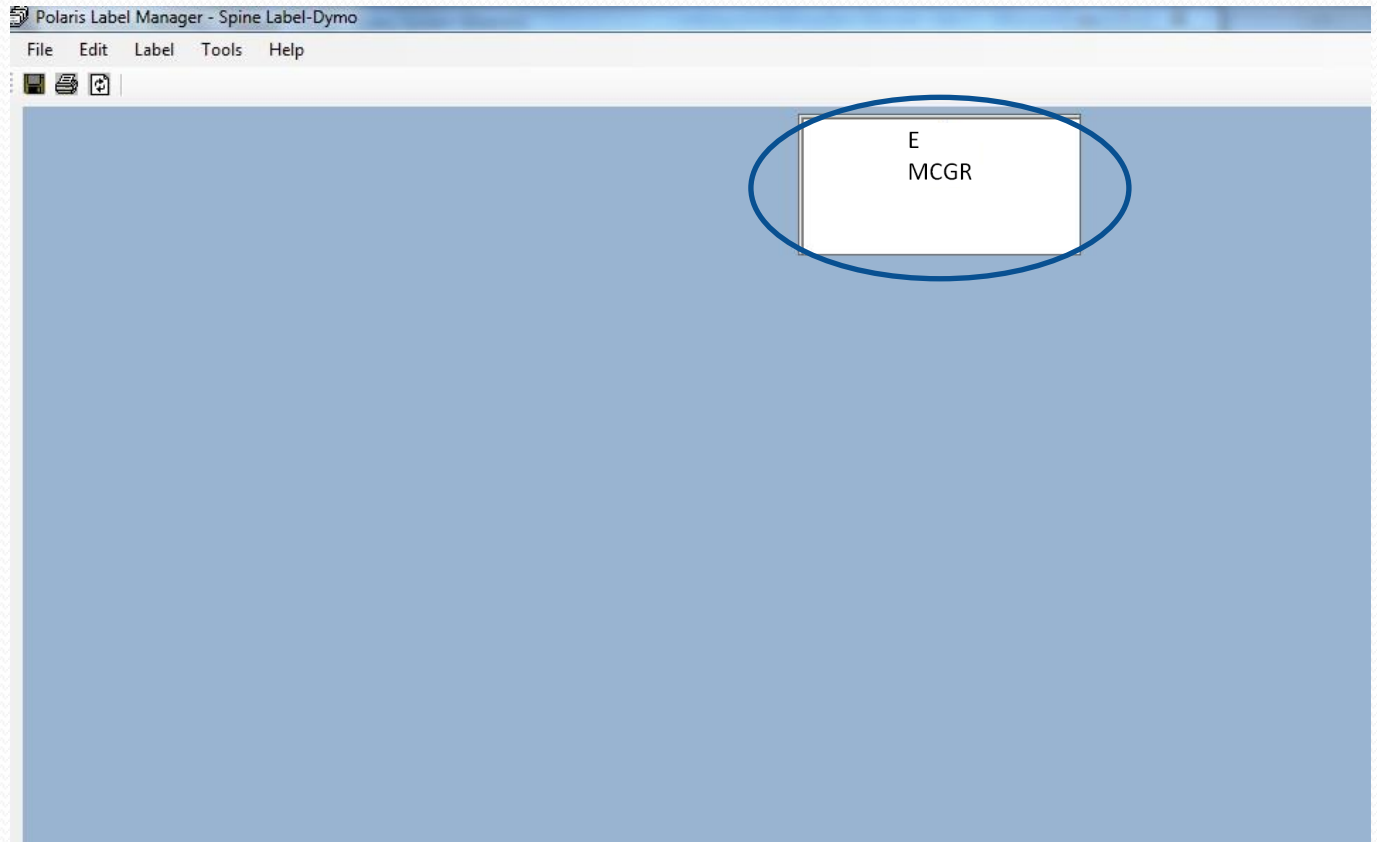 Polaris Label Manager - Spine Label-Dymo
File Edit Label Tools Help
E
MCGR